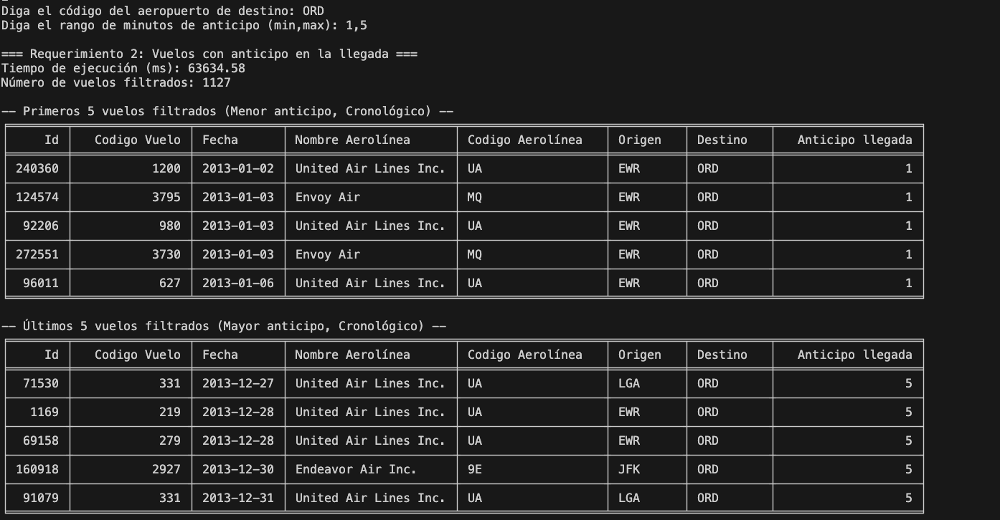 Diga el código del aeropuerto de destino: ORD
Diga el rango de minutos de anticipo (min,max): 1,5
=== Requerimiento 2: Vuelos con anticipo en la llegada ===
Tiempo de ejecución (ms): 63634.58
Número de vuelos filtrados: 1127
–– Primeros 5 vuelos filtrados (Menor anticipo, Cronológico) ––
Id Codigo Vuelo Fecha Nombre Aerolínea Codigo Aerolínea Origen Destino Anticipo llegada
240360 1200 2013-01-02 United Air Lines Inc. UA EWR ORD 1
124574 3795 2013-01-03 Envoy Air MQ EWR ORD 1
92206 980 2013-01-03 United Air Lines Inc. UA EWR ORD 1
272551 3730 2013-01-03 Envoy Air MQ EWR ORD 1
96011 627 2013-01-06 United Air Lines Inc. UA EWR ORD 1
–– Últimos 5 vuelos filtrados (Mayor anticipo, Cronológico) ––
Id Codigo Vuelo Fecha Nombre Aerolínea Codigo Aerolínea Origen Destino Anticipo llegada
71530 331 2013-12-27 United Air Lines Inc. UA LGA ORD 5
1169 219 2013-12-28 United Air Lines Inc. UA EWR ORD 5
69158 279 2013-12-28 United Air Lines Inc. UA EWR ORD 5
160918 2927 2013-12-30 Endeavor Air Inc. 9E JFK ORD 5
91079 331 2013-12-31 United Air Lines Inc. UA LGA ORD 5